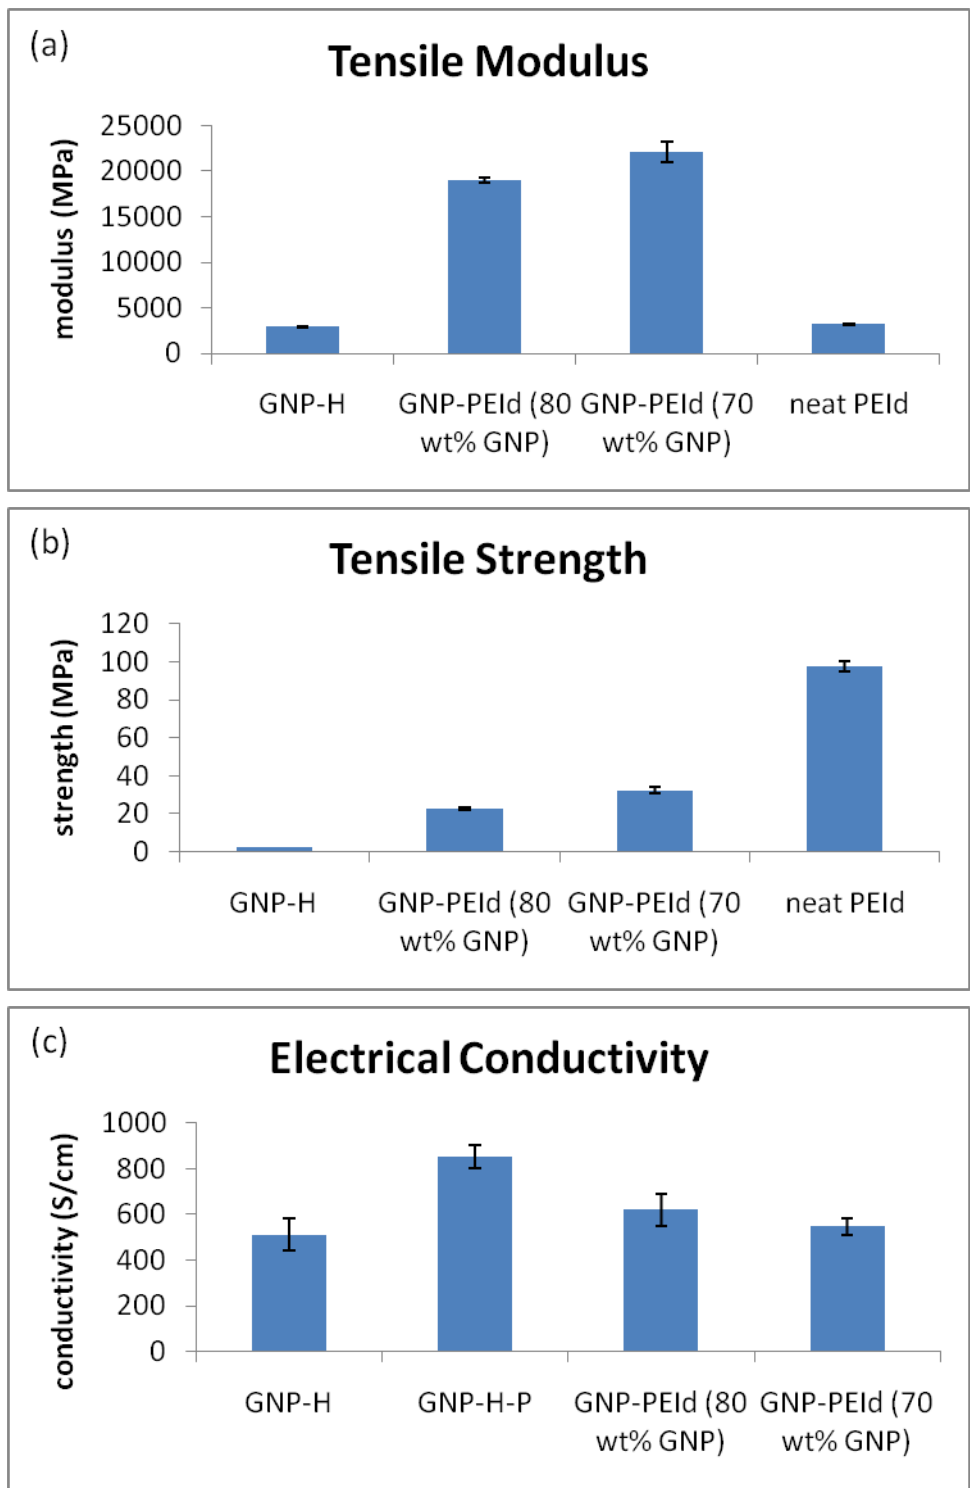 (a)
Tensile Modulus
modulus (MPa)
25000
20000
15000
10000
5000
0
GNP-H
GNP-PEId (80
wt% GNP)
GNP-PEId (70
wt% GNP)
neat PEId
(b)
Tensile Strength
strength (MPa)
120
100
80
60
40
20
0
GNP-H
GNP-PEId (80
wt% GNP)
GNP-PEId (70
wt% GNP)
neat PEId
(c)
Electrical Conductivity
conductivity (S/cm)
1000
800
600
400
200
0
GNP-H
GNP-H-P
GNP-PEId (80
wt% GNP)
GNP-PEId (70
wt% GNP)